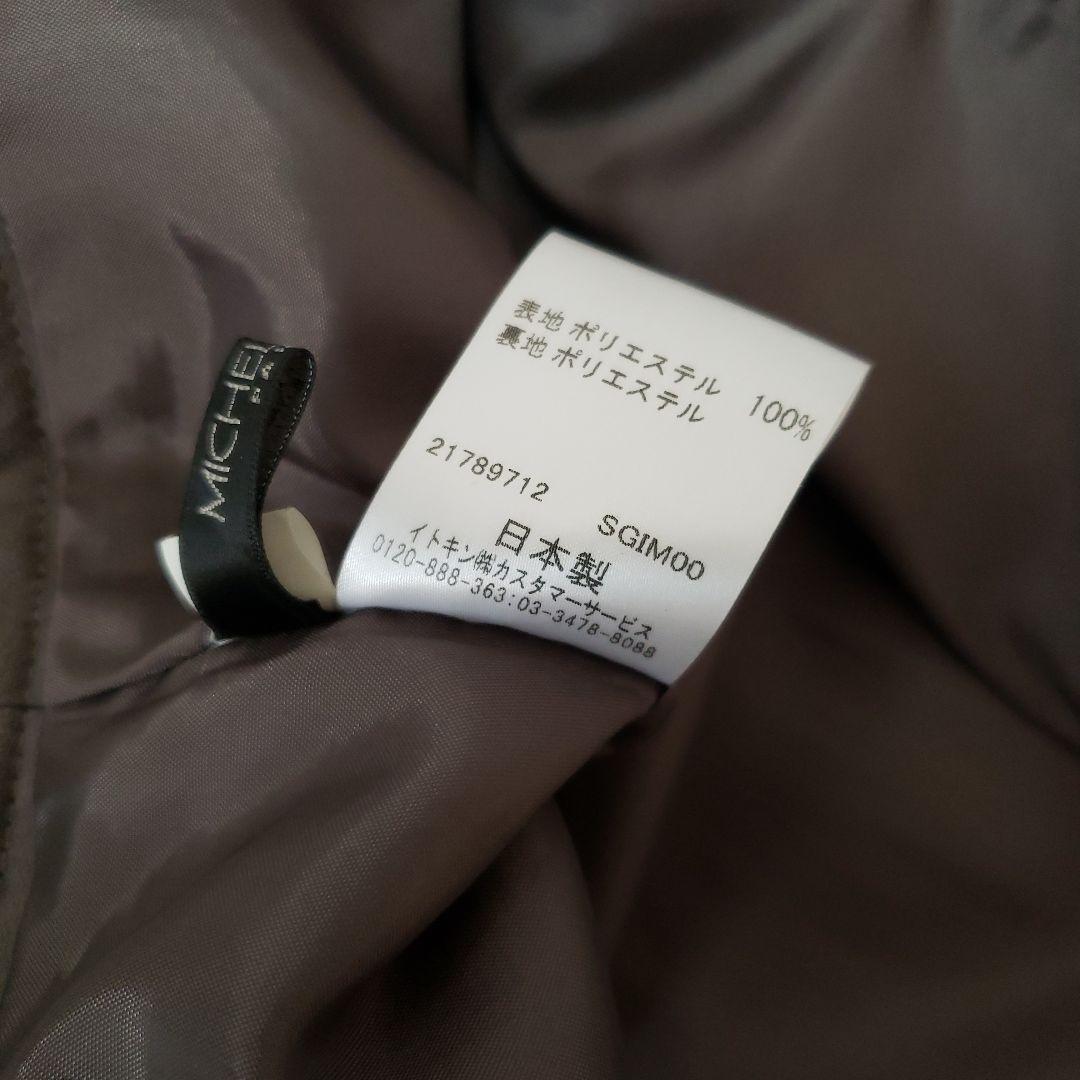 表地 ポリエステル 100%
裏地 ポリエステル
21789712
SGIM00
日本製
イトキン㈱カスタマーサービス
0120-888-363:03-3478-8088
MICHE